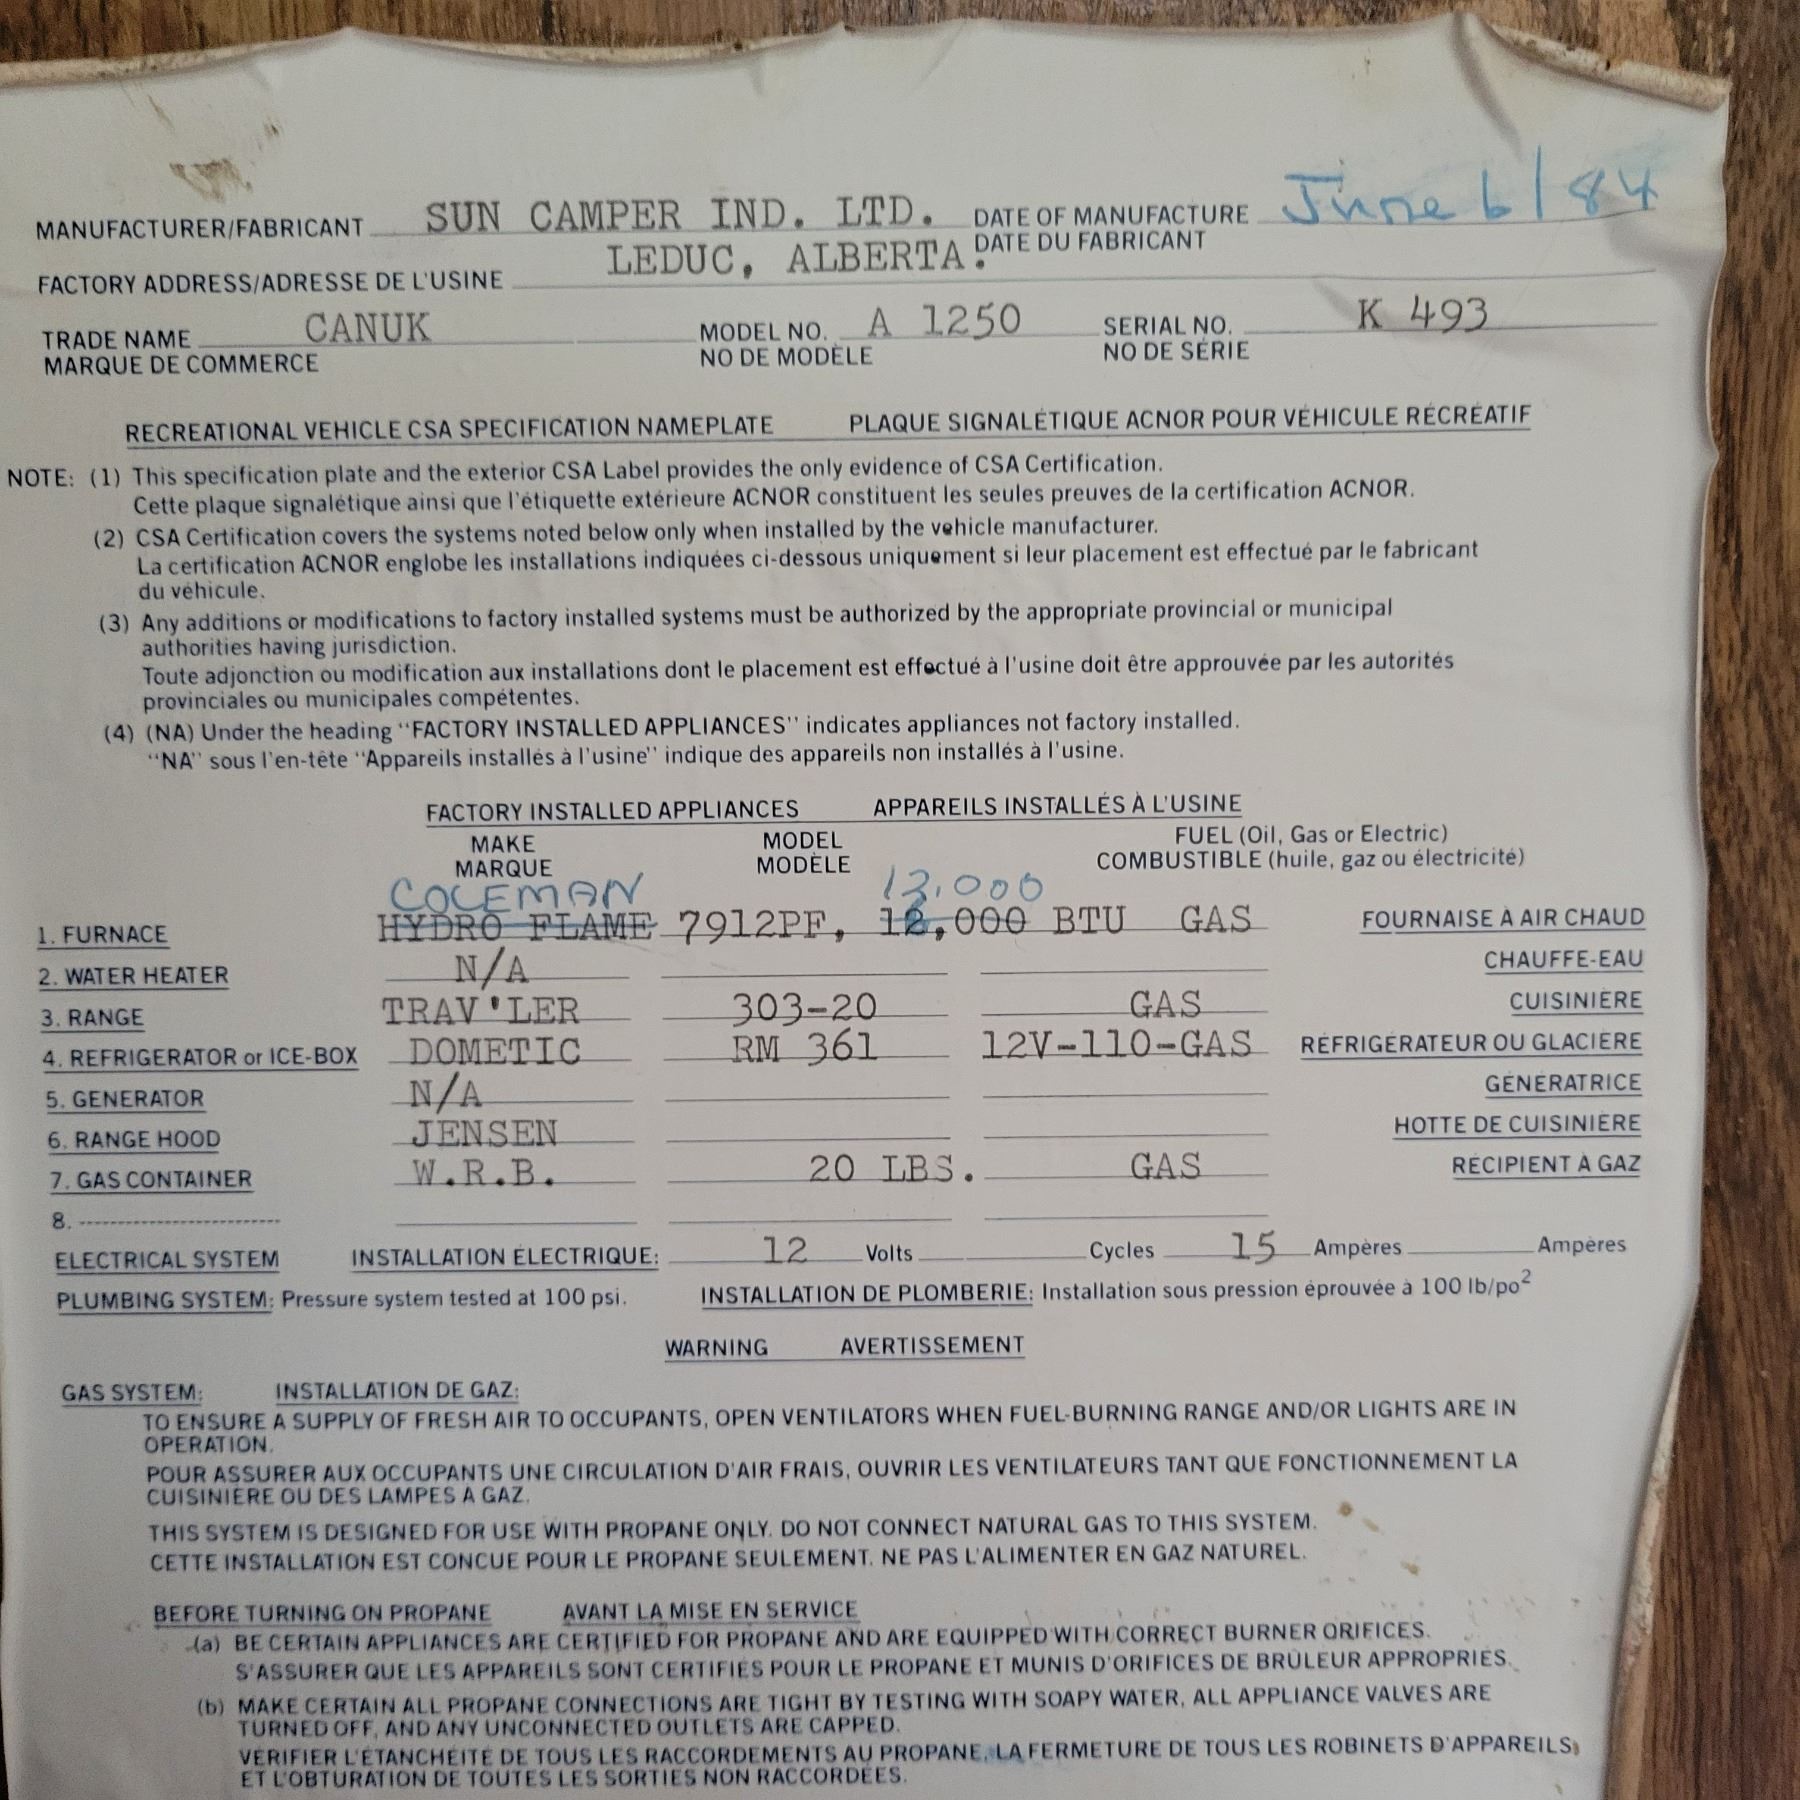 MANUFACTURER/FABRICANT SUN CAMPER IND. LTD. DATE OF MANUFACTURE June 6/84
DATE DU FABRICANT
FACTORY ADDRESS/ADRESSE DE L'USINE LEDUC, ALBERTA.
TRADE NAME CANUK MODEL NO. A 1250 SERIAL NO. K 493
MARQUE DE COMMERCE NO DE MODÈLE NO DE SÉRIE
RECREATIONAL VEHICLE CSA SPECIFICATION NAMEPLATE PLAQUE SIGNALÉTIQUE ACNOR POUR VÉHICULE RÉCRÉATIF
NOTE: (1) This specification plate and the exterior CSA Label provides the only evidence of CSA Certification.
Cette plaque signalétique ainsi que l'étiquette extérieure ACNOR constituent les seules preuves de la certification ACNOR.
(2) CSA Certification covers the systems noted below only when installed by the vehicle manufacturer.
La certification ACNOR englobe les installations indiquées ci-dessous uniquement si leur placement est effectué par le fabricant
du véhicule.
(3) Any additions or modifications to factory installed systems must be authorized by the appropriate provincial or municipal
authorities having jurisdiction.
Toute adjonction ou modification aux installations dont le placement est effectué à l'usine doit être approuvée par les autorités
provinciales ou municipales compétentes.
(4) (NA) Under the heading "FACTORY INSTALLED APPLIANCES" indicates appliances not factory installed.
"NA" sous l'en-tête "Appareils installés à l'usine" indique des appareils non installés à l'usine.
FACTORY INSTALLED APPLIANCES APPAREILS INSTALLÉS À L'USINE
MAKE MODEL FUEL (Oil, Gas or Electric)
MARQUE MODÈLE COMBUSTIBLE (huile, gaz ou électricité)
COLEMAN 12,000
1. FURNACE HYDRO FLAME 7912PF, ,000 BTU GAS FOURNAISE À AIR CHAUD
2. WATER HEATER N/A CHAUFFE-EAU
3. RANGE TRAV'LER 303-20 GAS CUISINIÈRE
4. REFRIGERATOR or ICE-BOX DOMETIC RM 361 12V-110-GAS RÉFRIGÉRATEUR OU GLACIÈRE
5. GENERATOR N/A GÉNÉRATRICE
6. RANGE HOOD JENSEN HOTTE DE CUISINIÈRE
7. GAS CONTAINER W.R.B. 20 LBS. GAS RÉCIPIENT À GAZ
8. -------------------------
ELECTRICAL SYSTEM INSTALLATION ÉLECTRIQUE: 12 Volts Cycles 15 Ampères Ampères
PLUMBING SYSTEM: Pressure system tested at 100 psi. INSTALLATION DE PLOMBERIE: Installation sous pression éprouvée à 100 lb/po²
WARNING AVERTISSEMENT
GAS SYSTEM: INSTALLATION DE GAZ:
TO ENSURE A SUPPLY OF FRESH AIR TO OCCUPANTS, OPEN VENTILATORS WHEN FUEL-BURNING RANGE AND/OR LIGHTS ARE IN
OPERATION.
POUR ASSURER AUX OCCUPANTS UNE CIRCULATION D'AIR FRAIS, OUVRIR LES VENTILATEURS TANT QUE FONCTIONNEMENT LA
CUISINIÈRE OU DES LAMPES À GAZ.
THIS SYSTEM IS DESIGNED FOR USE WITH PROPANE ONLY. DO NOT CONNECT NATURAL GAS TO THIS SYSTEM.
CETTE INSTALLATION EST CONCUE POUR LE PROPANE SEULEMENT. NE PAS L'ALIMENTER EN GAZ NATUREL.
BEFORE TURNING ON PROPANE AVANT LA MISE EN SERVICE
(a) BE CERTAIN APPLIANCES ARE CERTIFIED FOR PROPANE AND ARE EQUIPPED WITH CORRECT BURNER ORIFICES.
S'ASSURER QUE LES APPAREILS SONT CERTIFIÉS POUR LE PROPANE ET MUNIS D'ORIFICES DE BRÛLEUR APPROPRIÉS.
(b) MAKE CERTAIN ALL PROPANE CONNECTIONS ARE TIGHT BY TESTING WITH SOAPY WATER, ALL APPLIANCE VALVES ARE
TURNED OFF, AND ANY UNCONNECTED OUTLETS ARE CAPPED.
VÉRIFIER L'ÉTANCHÉITÉ DE TOUS LES RACCORDEMENTS AU PROPANE, LA FERMETURE DE TOUS LES ROBINETS D'APPAREILS,
ET L'OBTURATION DE TOUTES LES SORTIES NON RACCORDÉES.